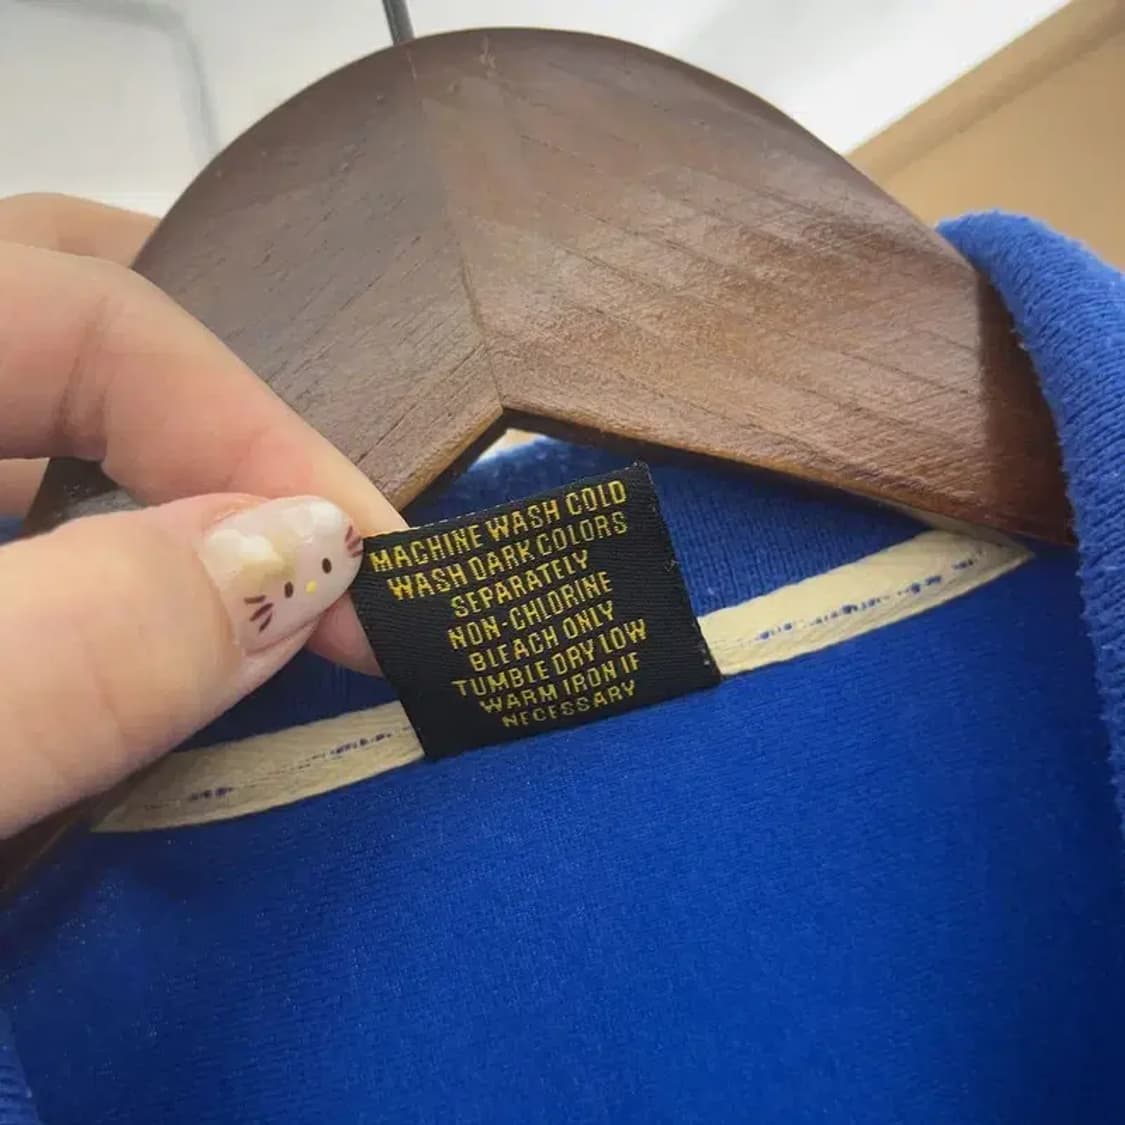 MACHINE WASH COLD
WASH DARK COLORS
SEPARATELY
NON-CHLORINE
BLEACH ONLY
TUMBLE DRY LOW
WARM IRON IF
NECESSARY